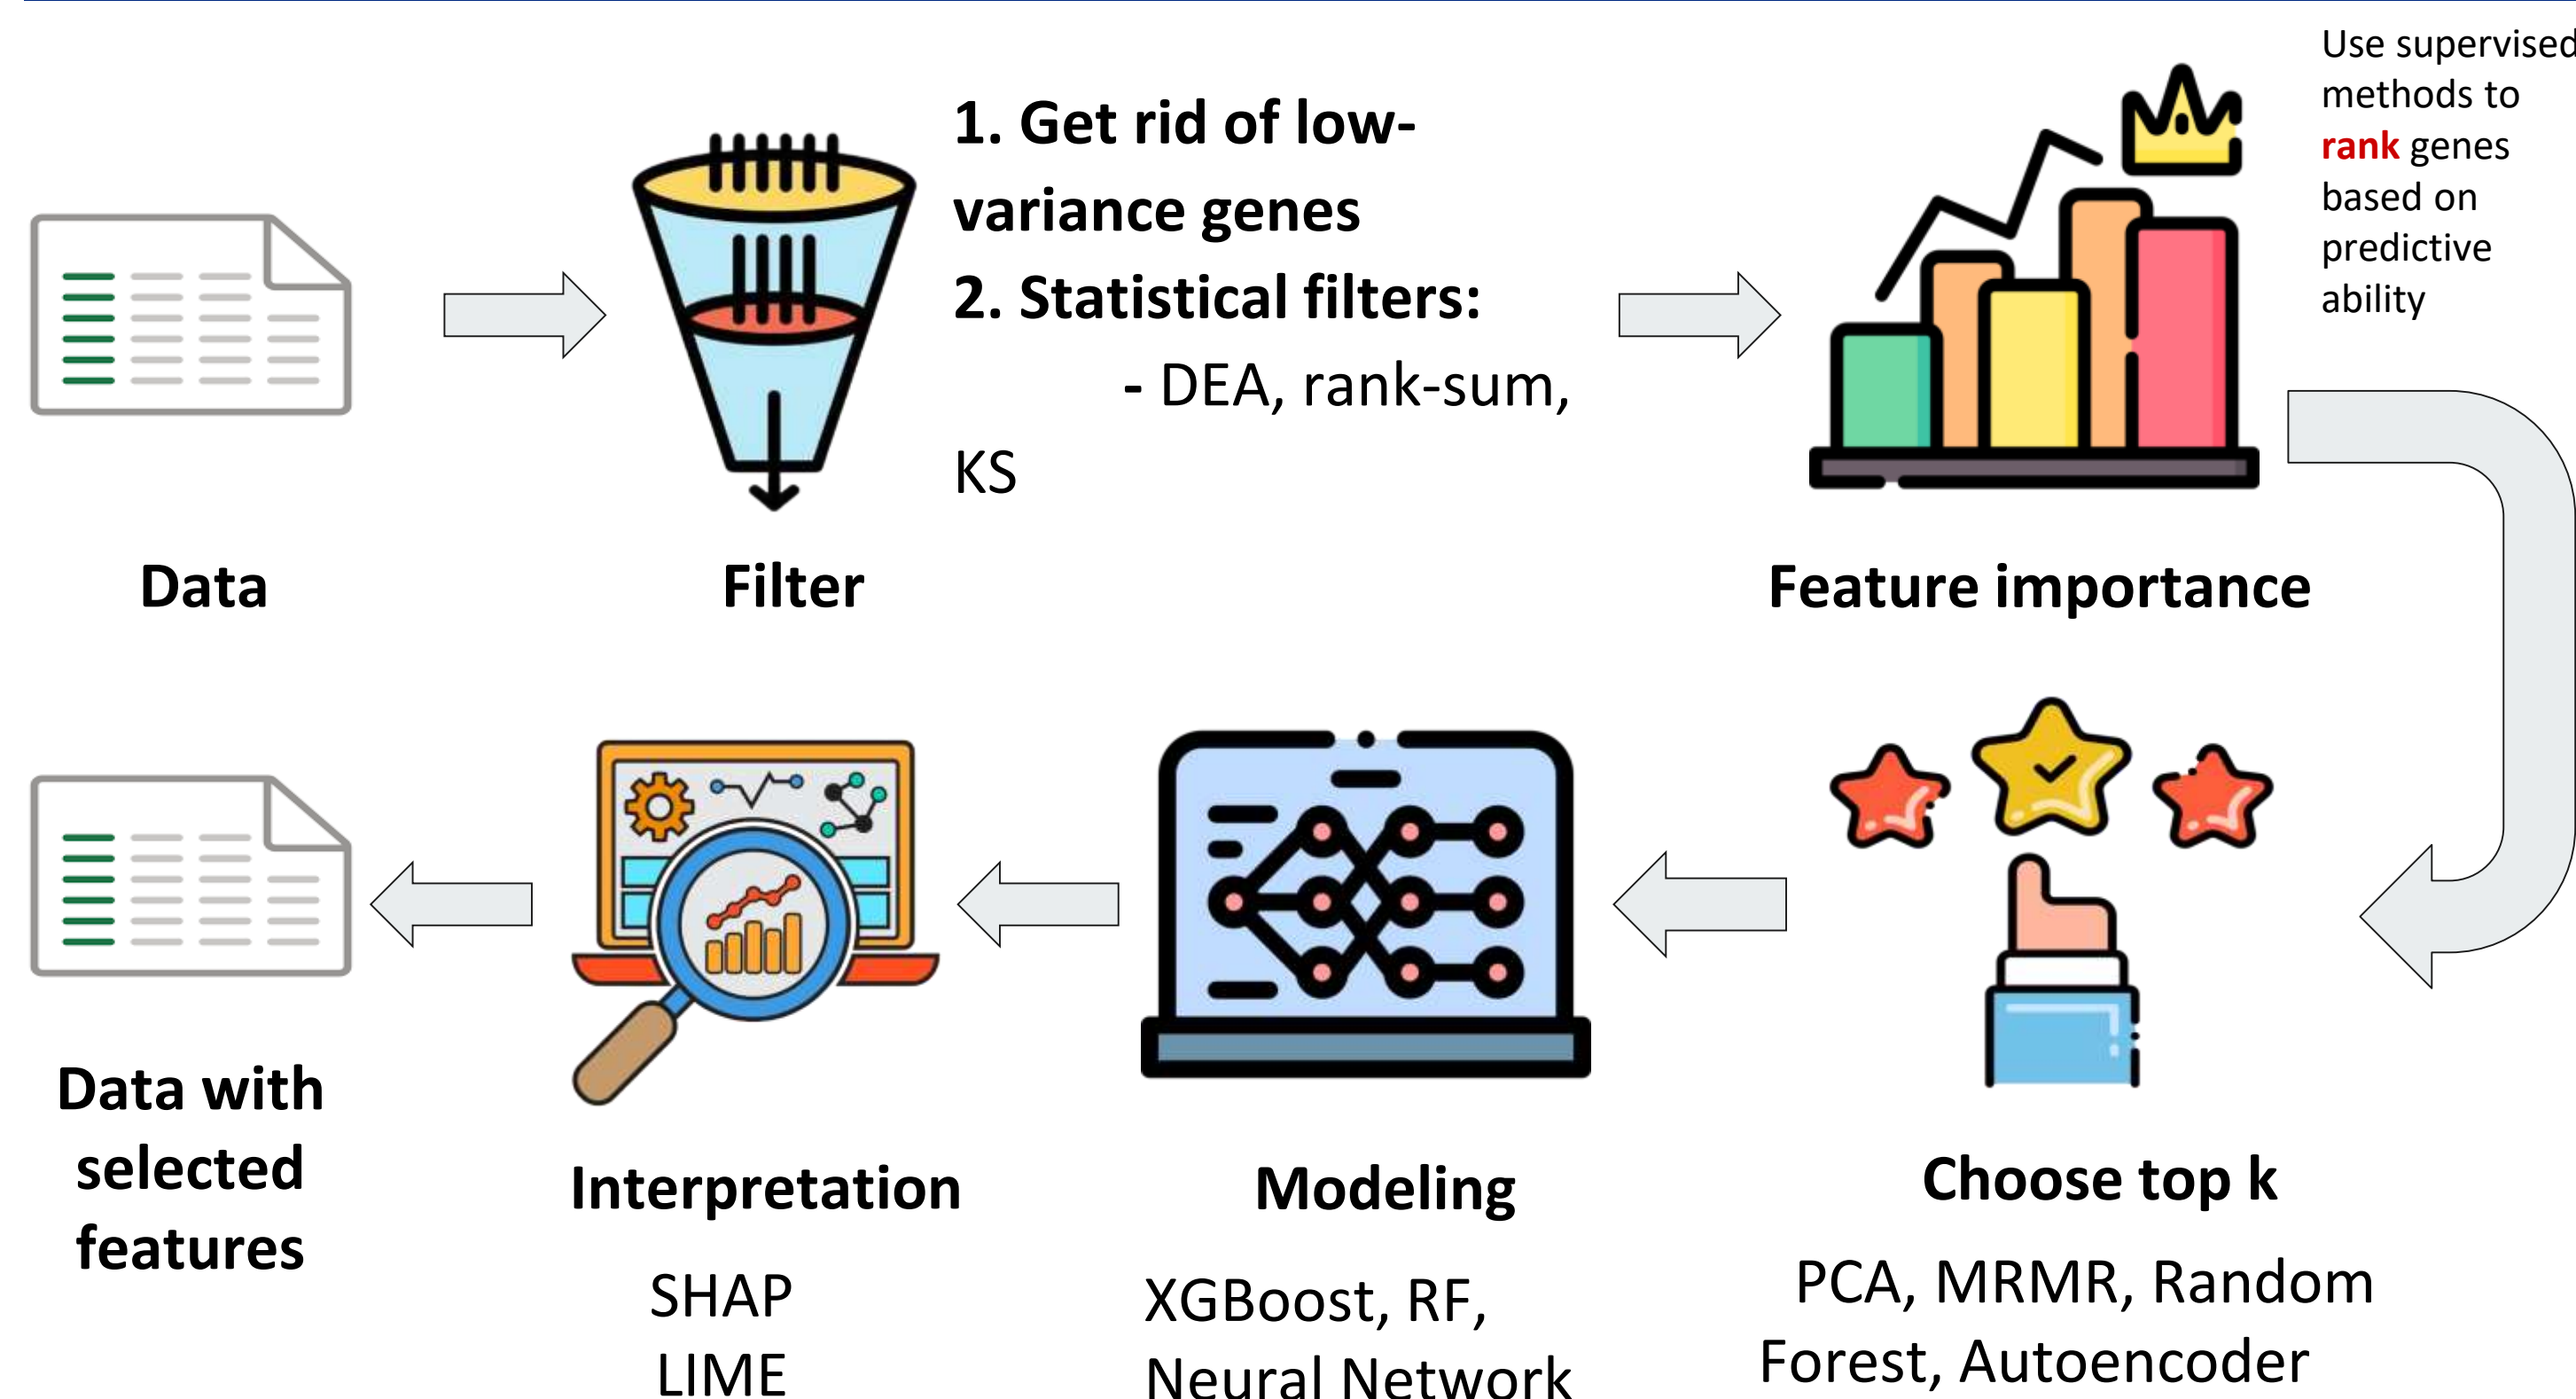 Use supervised
methods to
rank genes
based on
predictive
ability
1. Get rid of low-
variance genes
2. Statistical filters:
- DEA, rank-sum,
KS
Data
Filter
Feature importance
Data with
selected
features
Interpretation
SHAP
LIME
Modeling
XGBoost, RF,
Neural Network
Choose top k
PCA, MRMR, Random
Forest, Autoencoder